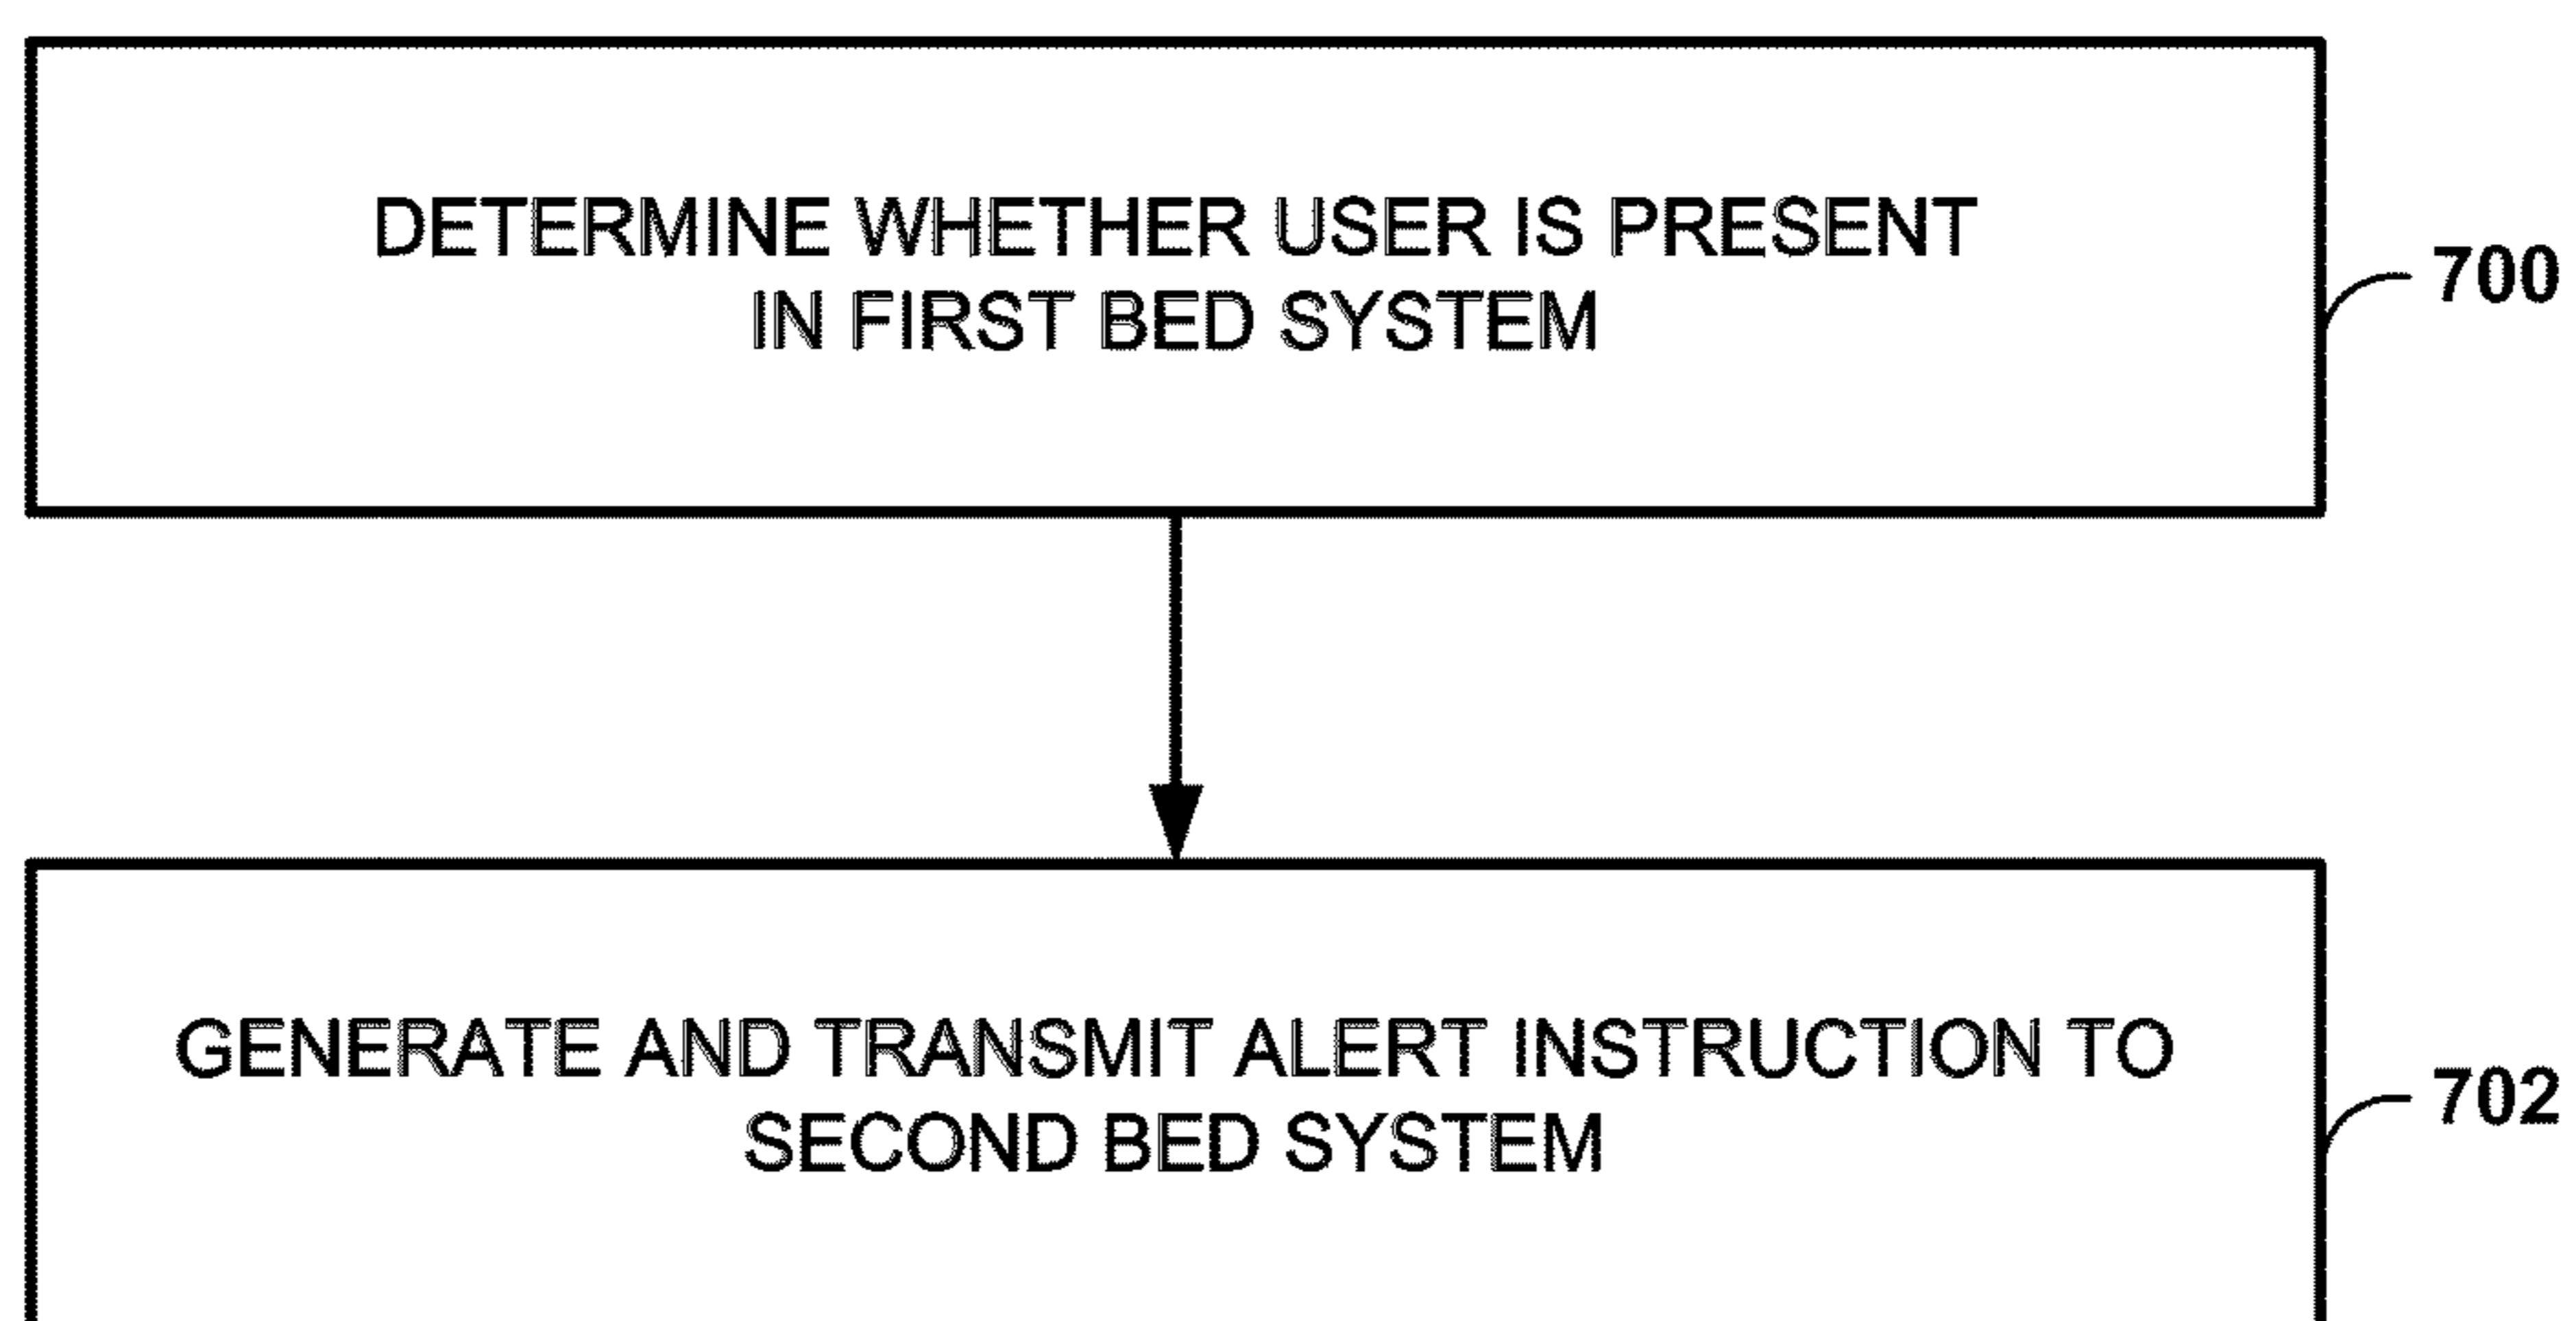 DETERMINE WHETHER USER IS PRESENT
IN FIRST BED SYSTEM
700
GENERATE AND TRANSMIT ALERT INSTRUCTION TO
SECOND BED SYSTEM
702